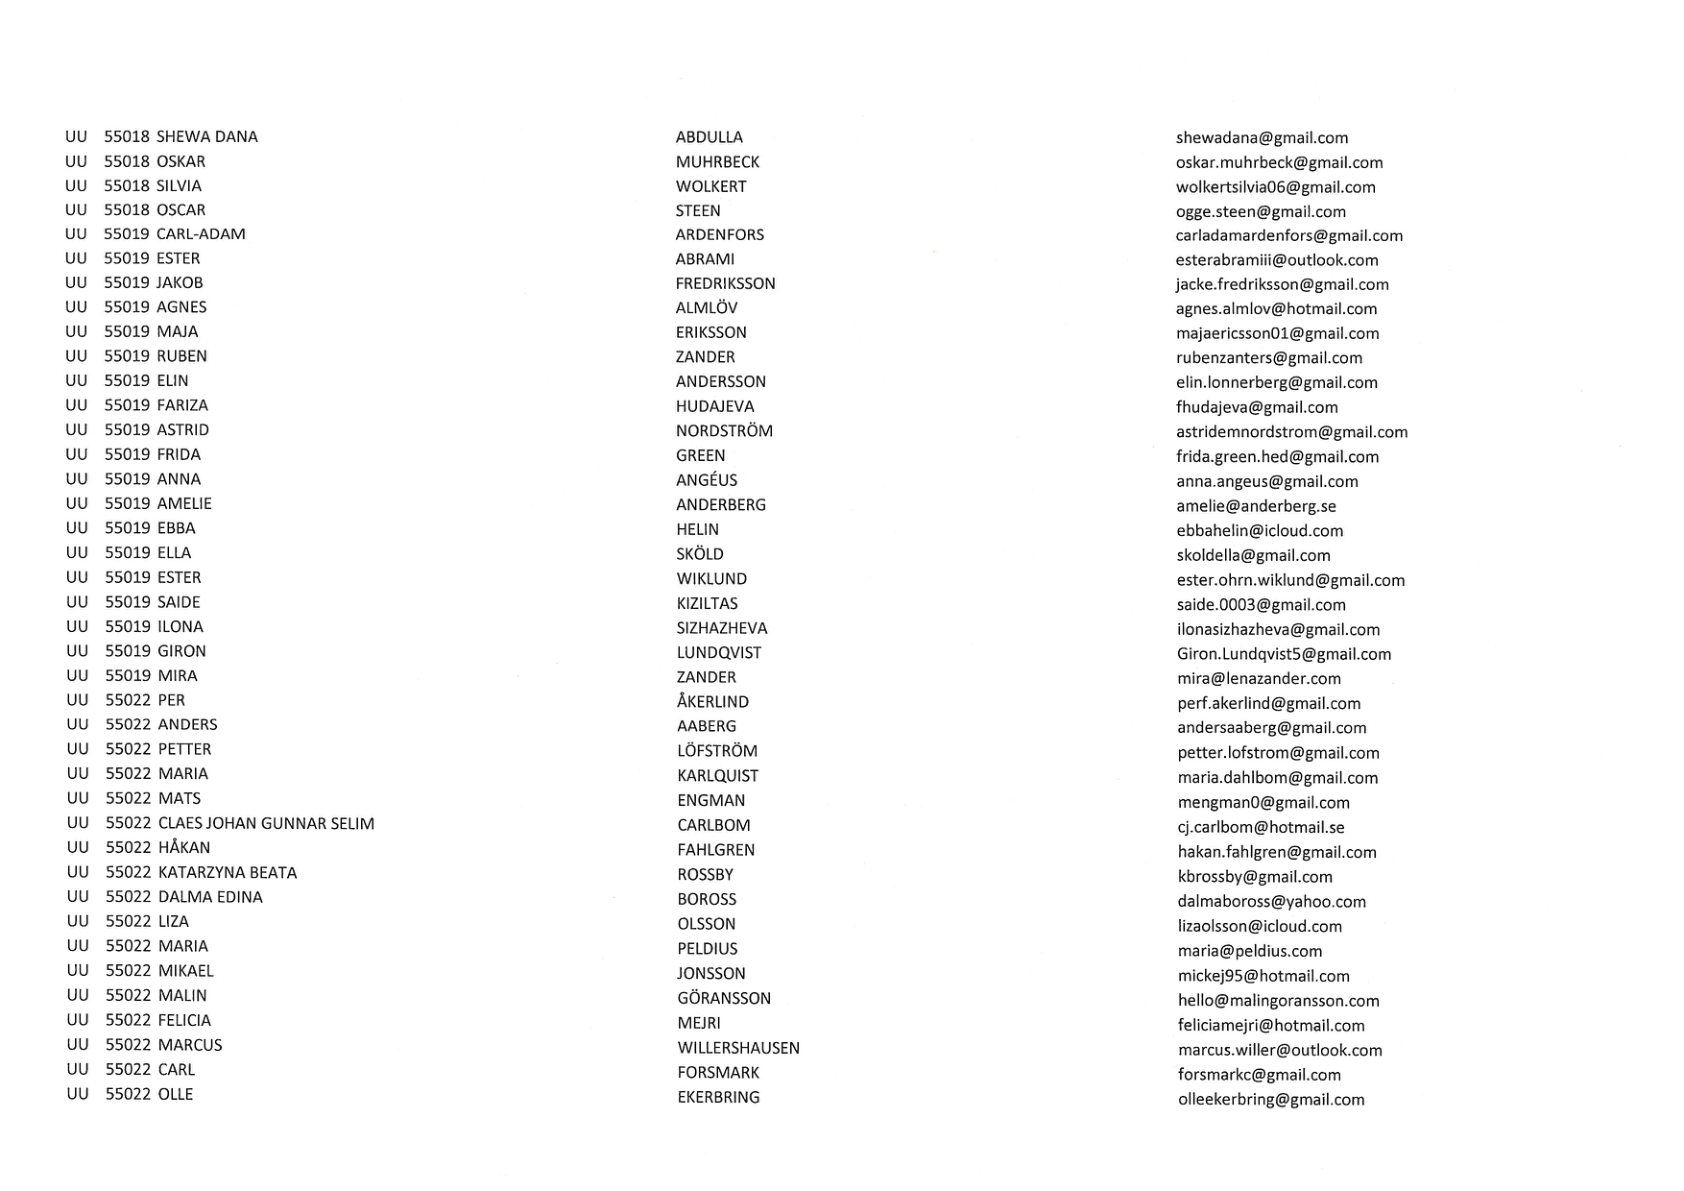 UU 55018 SHEWA DANA ABDULLA shewadana@gmail.com
UU 55018 OSKAR MUHRBECK oskar.muhrbeck@gmail.com
UU 55018 SILVIA WOLKERT wolkertsilvia06@gmail.com
UU 55018 OSCAR STEEN ogge.steen@gmail.com
UU 55019 CARL-ADAM ARDENFORS carladamardenfors@gmail.com
UU 55019 ESTER ABRAMI esterabramiii@outlook.com
UU 55019 JAKOB FREDRIKSSON jacke.fredriksson@gmail.com
UU 55019 AGNES ALMLÖV agnes.almlov@hotmail.com
UU 55019 MAJA ERIKSSON majaericsson01@gmail.com
UU 55019 RUBEN ZANDER rubenzanters@gmail.com
UU 55019 ELIN ANDERSSON elin.lonnerberg@gmail.com
UU 55019 FARIZA HUDAJEVA fhudajeva@gmail.com
UU 55019 ASTRID NORDSTRÖM astridemnordstrom@gmail.com
UU 55019 FRIDA GREEN frida.green.hed@gmail.com
UU 55019 ANNA ANGÉUS anna.angeus@gmail.com
UU 55019 AMELIE ANDERBERG amelie@anderberg.se
UU 55019 EBBA HELIN ebbahelin@icloud.com
UU 55019 ELLA SKÖLD skoldella@gmail.com
UU 55019 ESTER WIKLUND ester.ohrn.wiklund@gmail.com
UU 55019 SAIDE KIZILTAS saide.0003@gmail.com
UU 55019 ILONA SIZHAZHEVA ilonasizhazheva@gmail.com
UU 55019 GIRON LUNDQVIST Giron.Lundqvist5@gmail.com
UU 55019 MIRA ZANDER mira@lenazander.com
UU 55022 PER ÅKERLIND perf.akerlind@gmail.com
UU 55022 ANDERS AABERG andersaaberg@gmail.com
UU 55022 PETTER LÖFSTRÖM petter.lofstrom@gmail.com
UU 55022 MARIA KARLQUIST maria.dahlbom@gmail.com
UU 55022 MATS ENGMAN mengman0@gmail.com
UU 55022 CLAES JOHAN GUNNAR SELIM CARLBOM cj.carlbom@hotmail.se
UU 55022 HÅKAN FAHLGREN hakan.fahlgren@gmail.com
UU 55022 KATARZYNA BEATA ROSSBY kbrossby@gmail.com
UU 55022 DALMA EDINA BOROSS dalmaboross@yahoo.com
UU 55022 LIZA OLSSON lizaolsson@icloud.com
UU 55022 MARIA PELDIUS maria@peldius.com
UU 55022 MIKAEL JONSSON mickej95@hotmail.com
UU 55022 MALIN GÖRANSSON hello@malingoransson.com
UU 55022 FELICIA MEJRI feliciamejri@hotmail.com
UU 55022 MARCUS WILLERSHAUSEN marcus.willer@outlook.com
UU 55022 CARL FORSMARK forsmarkc@gmail.com
UU 55022 OLLE EKERBRING olleekerbring@gmail.com